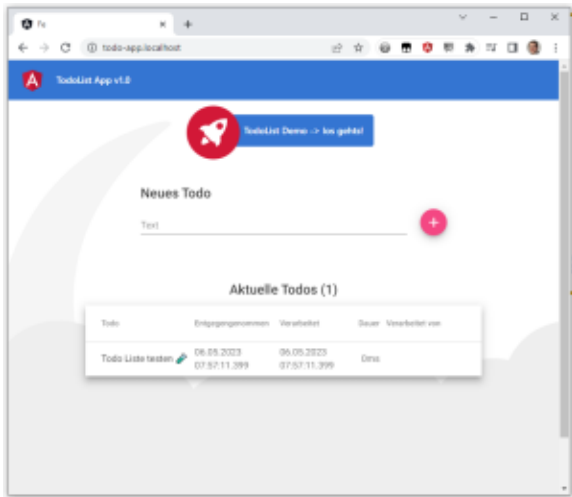 Fe
todo-app.localhost
TodoList App v1.0
TodoList Demo -> los gehts!
Neues Todo
Text
Aktuelle Todos (1)
Todo Entgegengenommen Verarbeitet Dauer Verarbeitet von
Todo Liste testen 06.05.2023 07:57:11.399 06.05.2023 07:57:11.399 0ms